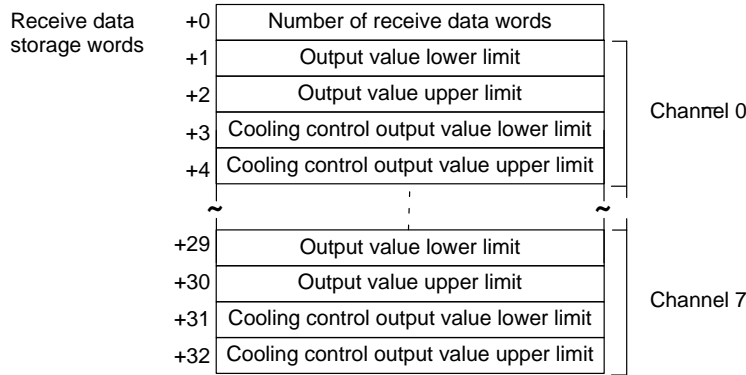 Receive data
storage words
+0 Number of receive data words
+1 Output value lower limit
+2 Output value upper limit
+3 Cooling control output value lower limit
+4 Cooling control output value upper limit
Channel 0
~ ~
+29 Output value lower limit
+30 Output value upper limit
+31 Cooling control output value lower limit
+32 Cooling control output value upper limit
Channel 7